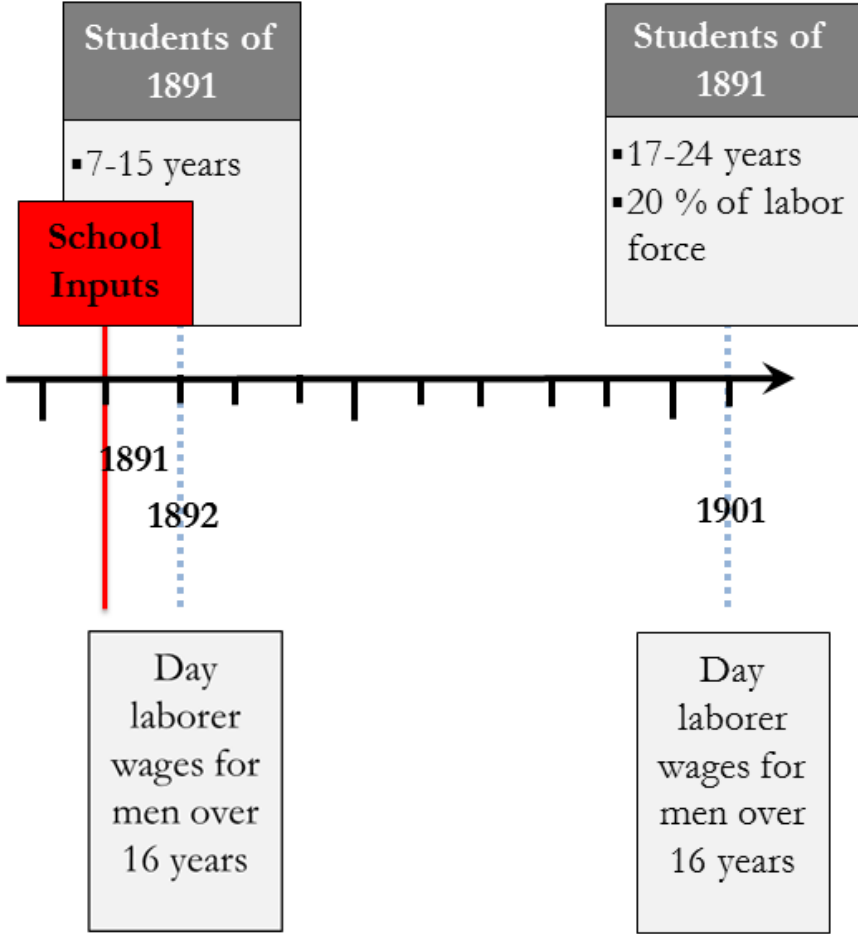 Students of
1891
▪7-15 years
School
Inputs
Students of
1891
▪17-24 years
▪20 % of labor
force
1891
1892
1901
Day
laborer
wages for
men over
16 years
Day
laborer
wages for
men over
16 years